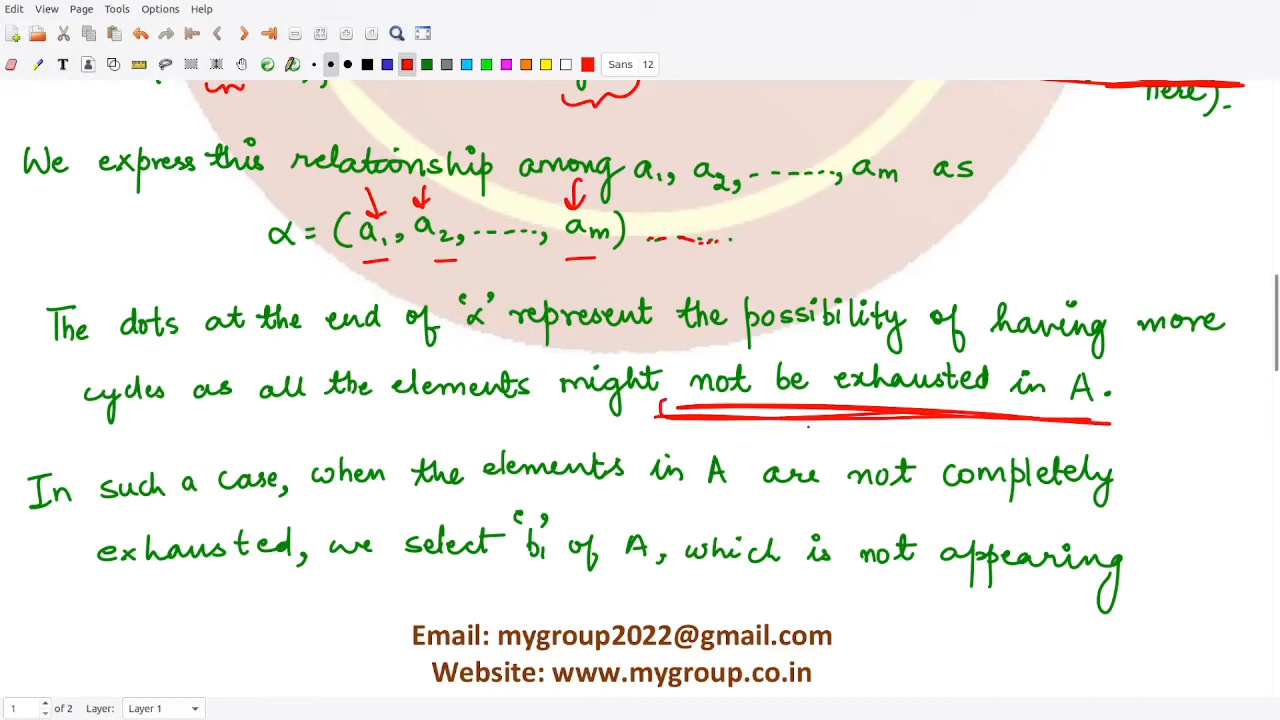 Edit View Page Tools Options Help
Sans 12
here).
We express this relationship among a₁, a₂, -------, am as
α = (a₁, a₂, -----, am) -------.
The dots at the end of 'α' represent the possibility of having more
cycles as all the elements might not be exhausted in A.
In such a case, when the elements in A are not completely
exhausted, we select 'b₁' of A, which is not appearing
Email: mygroup2022@gmail.com
Website: www.mygroup.co.in
1 of 2 Layer: Layer 1